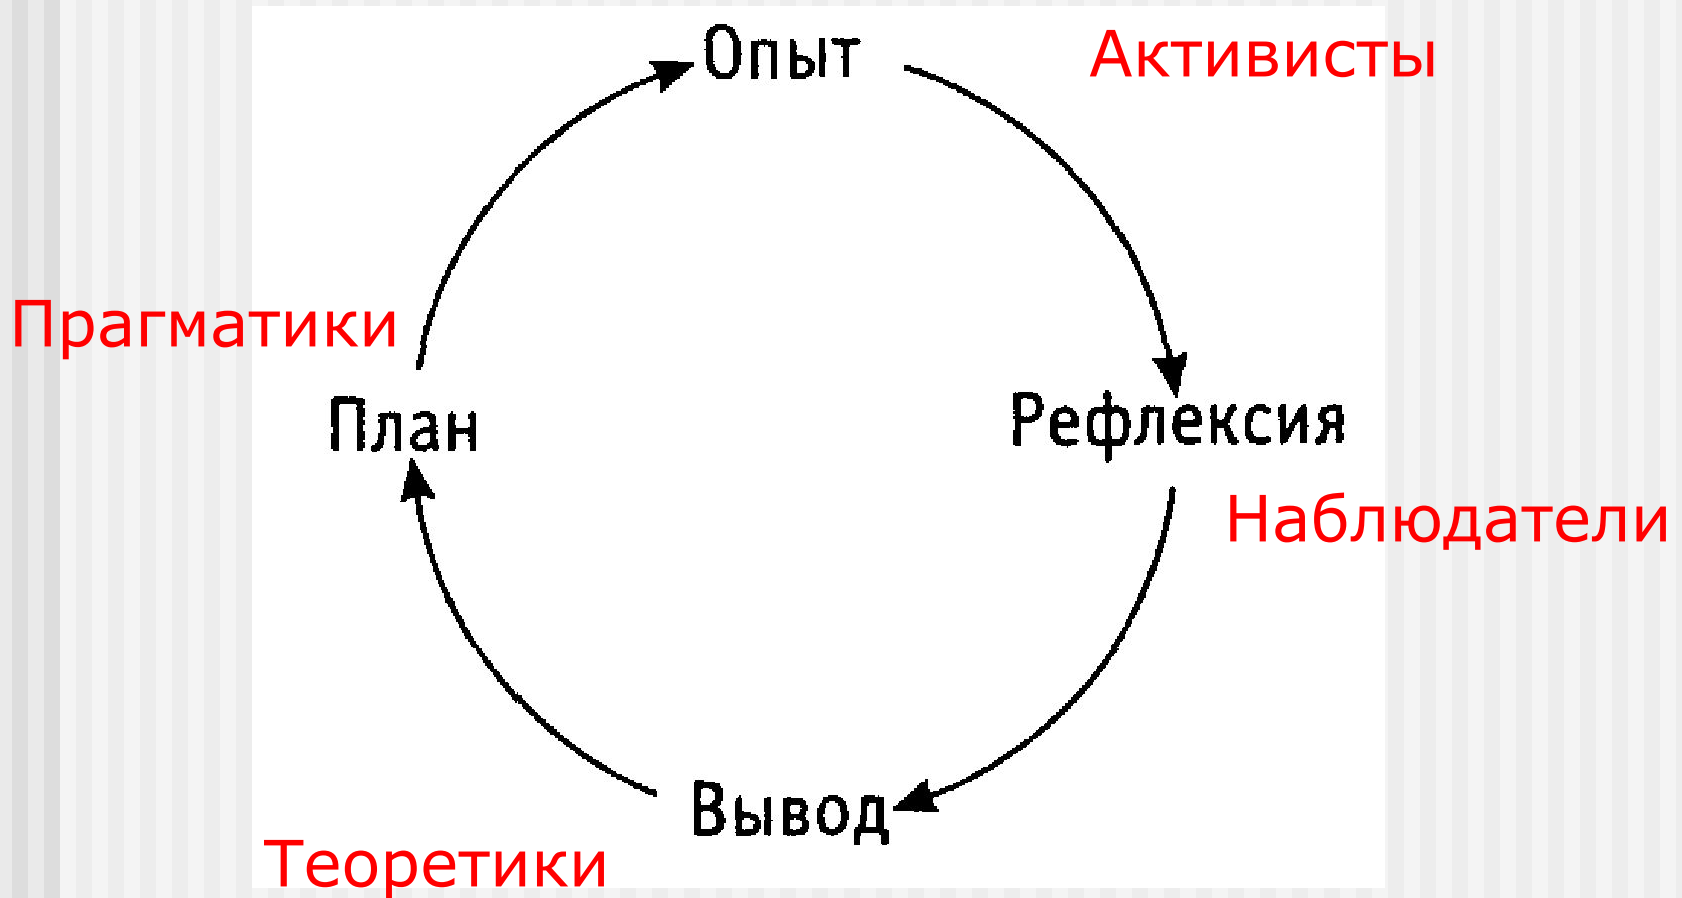 Опыт
Активисты
Прагматики
План
Рефлексия
Наблюдатели
Вывод
Теоретики